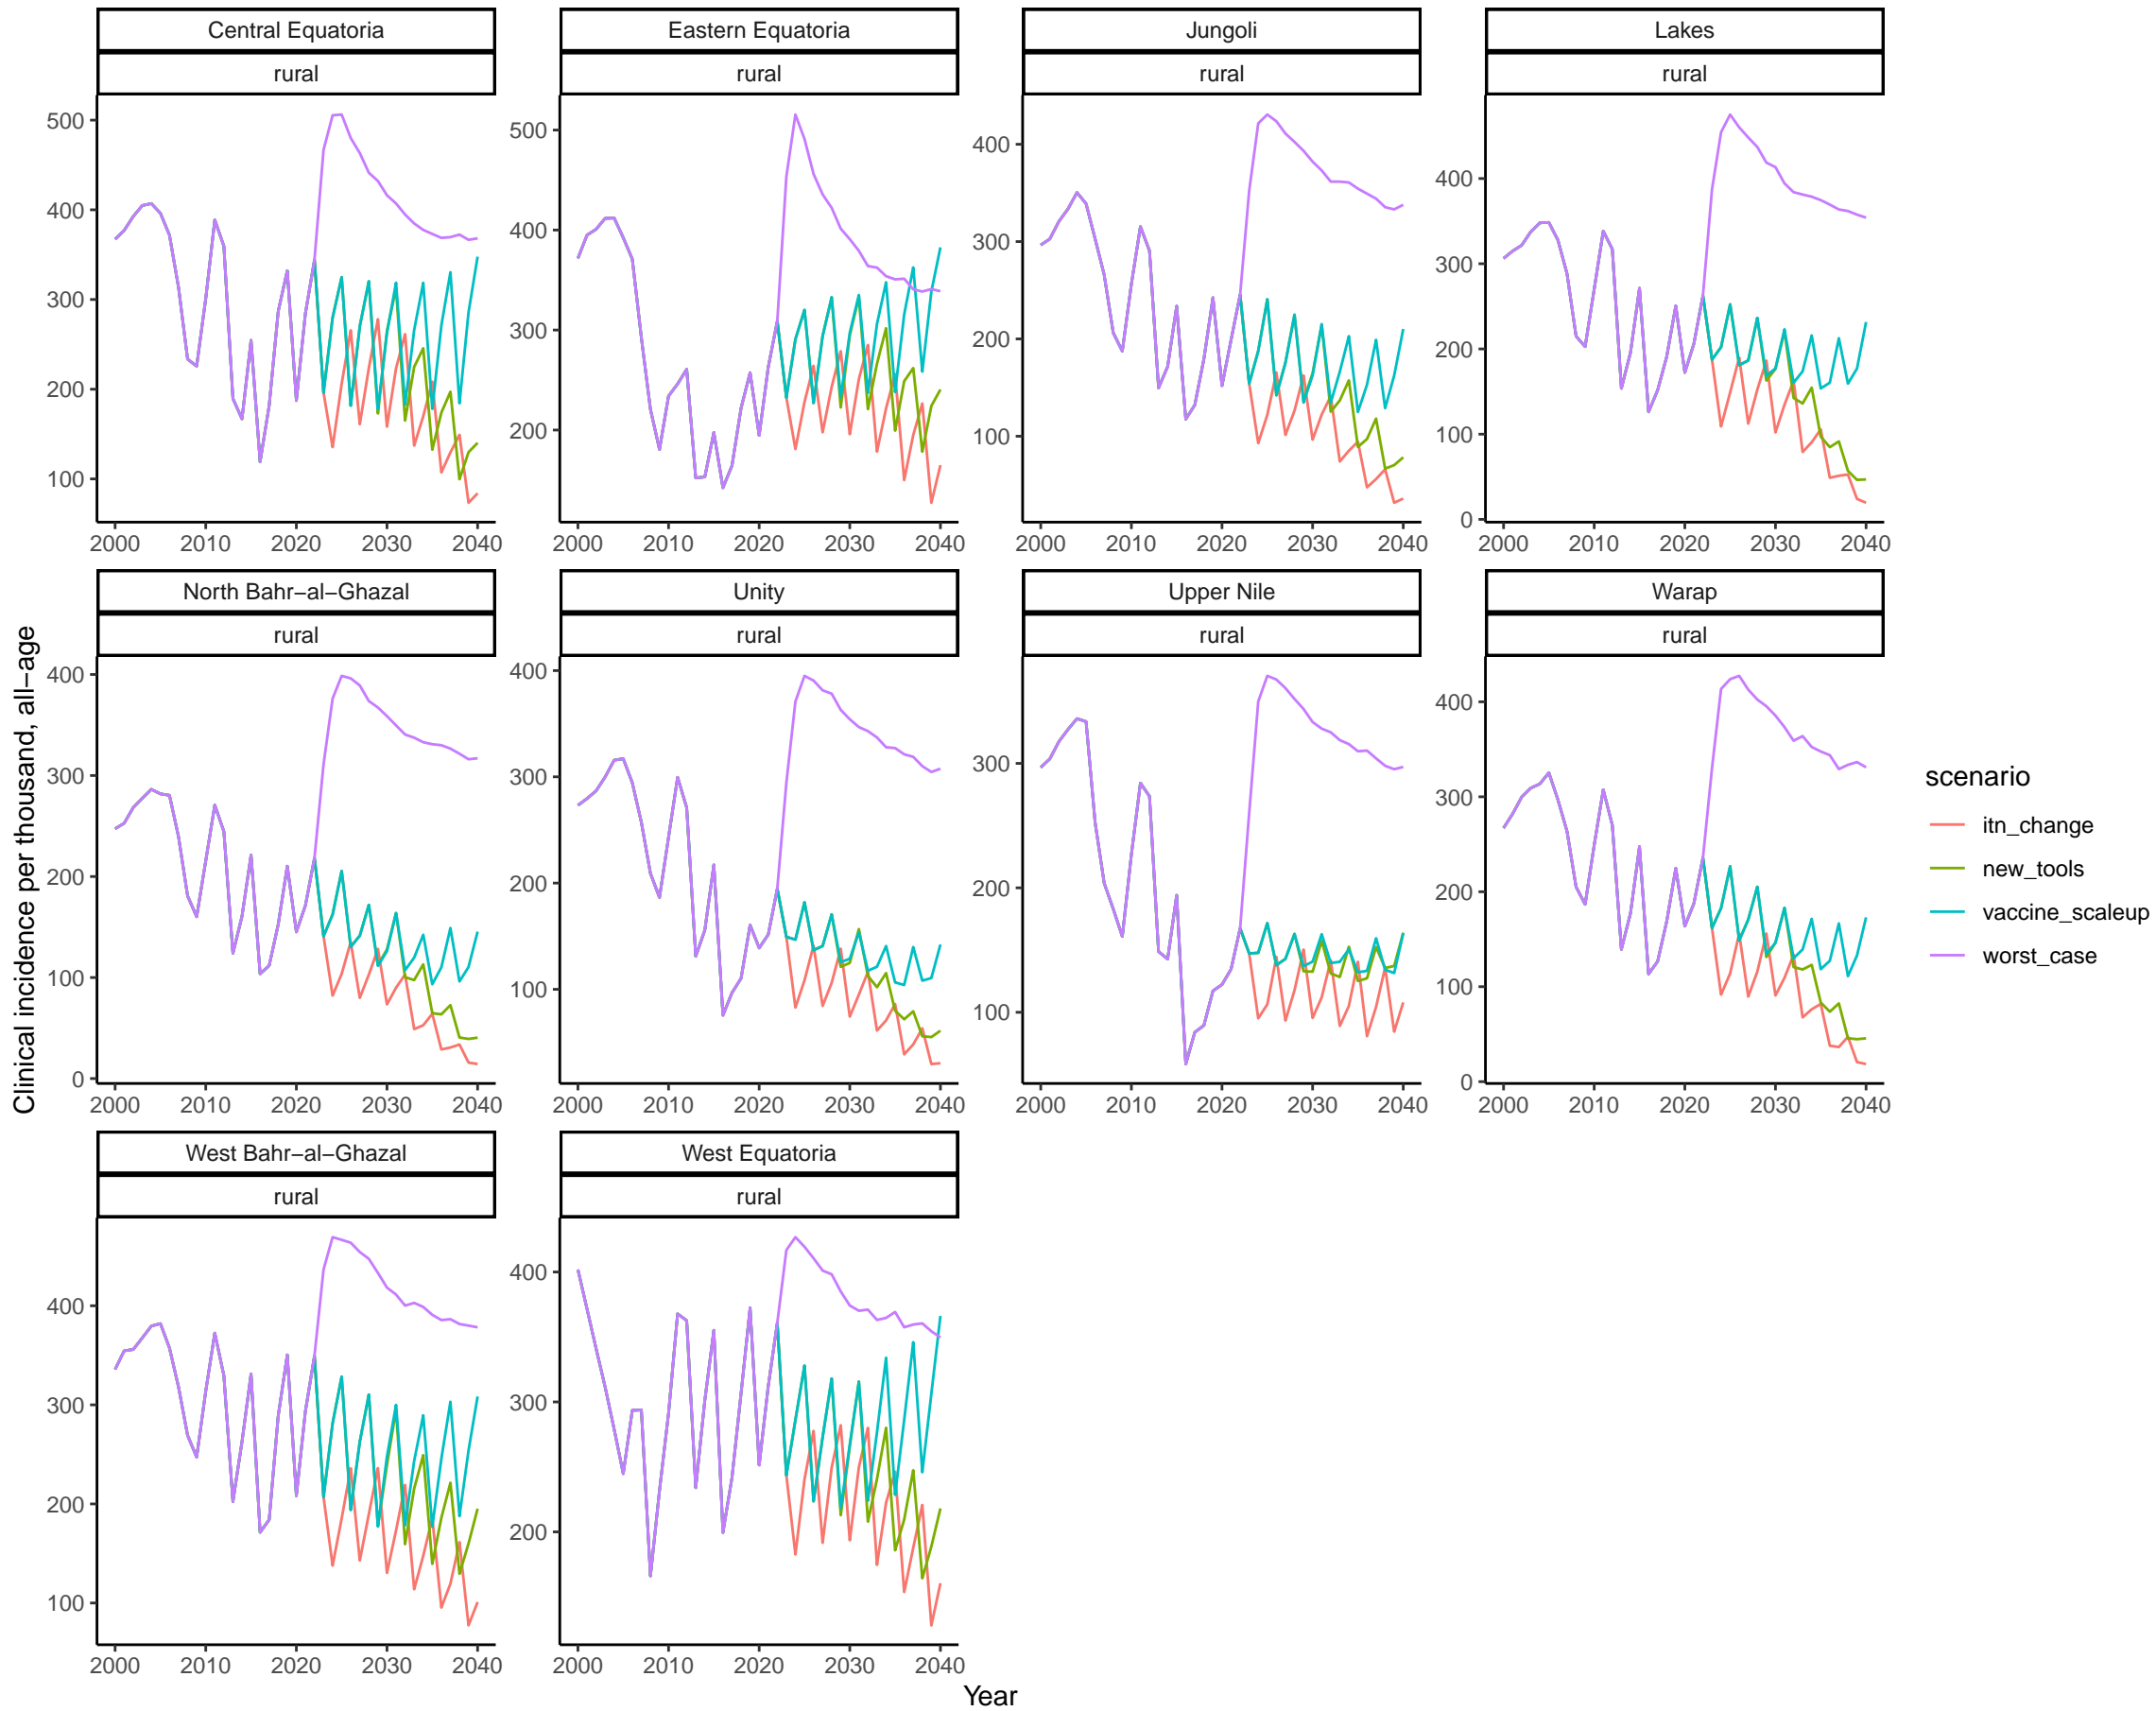 Central Equatoria
Eastern Equatoria
Jungoli
Lakes
rural
rural
rural
rural
500
400
300
200
100
500
400
300
200
400
300
200
100
400
300
200
100
0
2000 2010 2020 2030 2040
2000 2010 2020 2030 2040
2000 2010 2020 2030 2040
2000 2010 2020 2030 2040
North Bahr−al−Ghazal
Unity
Upper Nile
Warap
rural
rural
rural
rural
Clinical incidence per thousand, all−age
400
300
200
100
0
400
300
200
100
300
200
100
400
300
200
100
0
2000 2010 2020 2030 2040
2000 2010 2020 2030 2040
2000 2010 2020 2030 2040
2000 2010 2020 2030 2040
scenario
itn_change
new_tools
vaccine_scaleup
worst_case
West Bahr−al−Ghazal
West Equatoria
rural
rural
400
300
200
100
400
300
200
2000 2010 2020 2030 2040
2000 2010 2020 2030 2040
Year